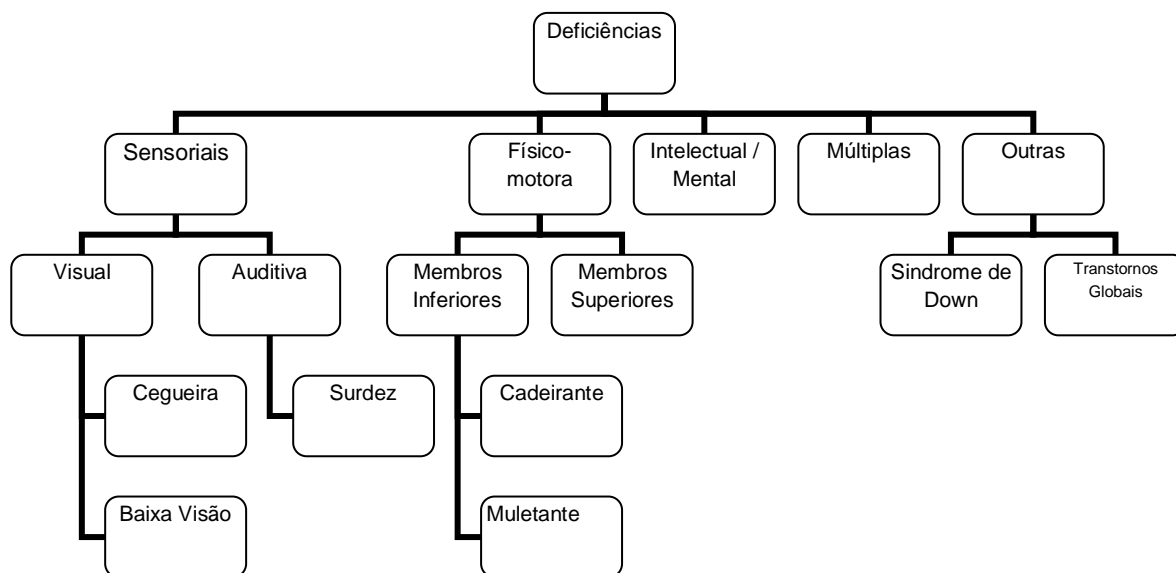 Deficiências
Sensoriais
Físico-
motora
Intelectual /
Mental
Múltiplas
Outras
Visual
Auditiva
Membros
Inferiores
Membros
Superiores
Sindrome de
Down
Transtornos
Globais
Cegueira
Surdez
Cadeirante
Baixa Visão
Muletante